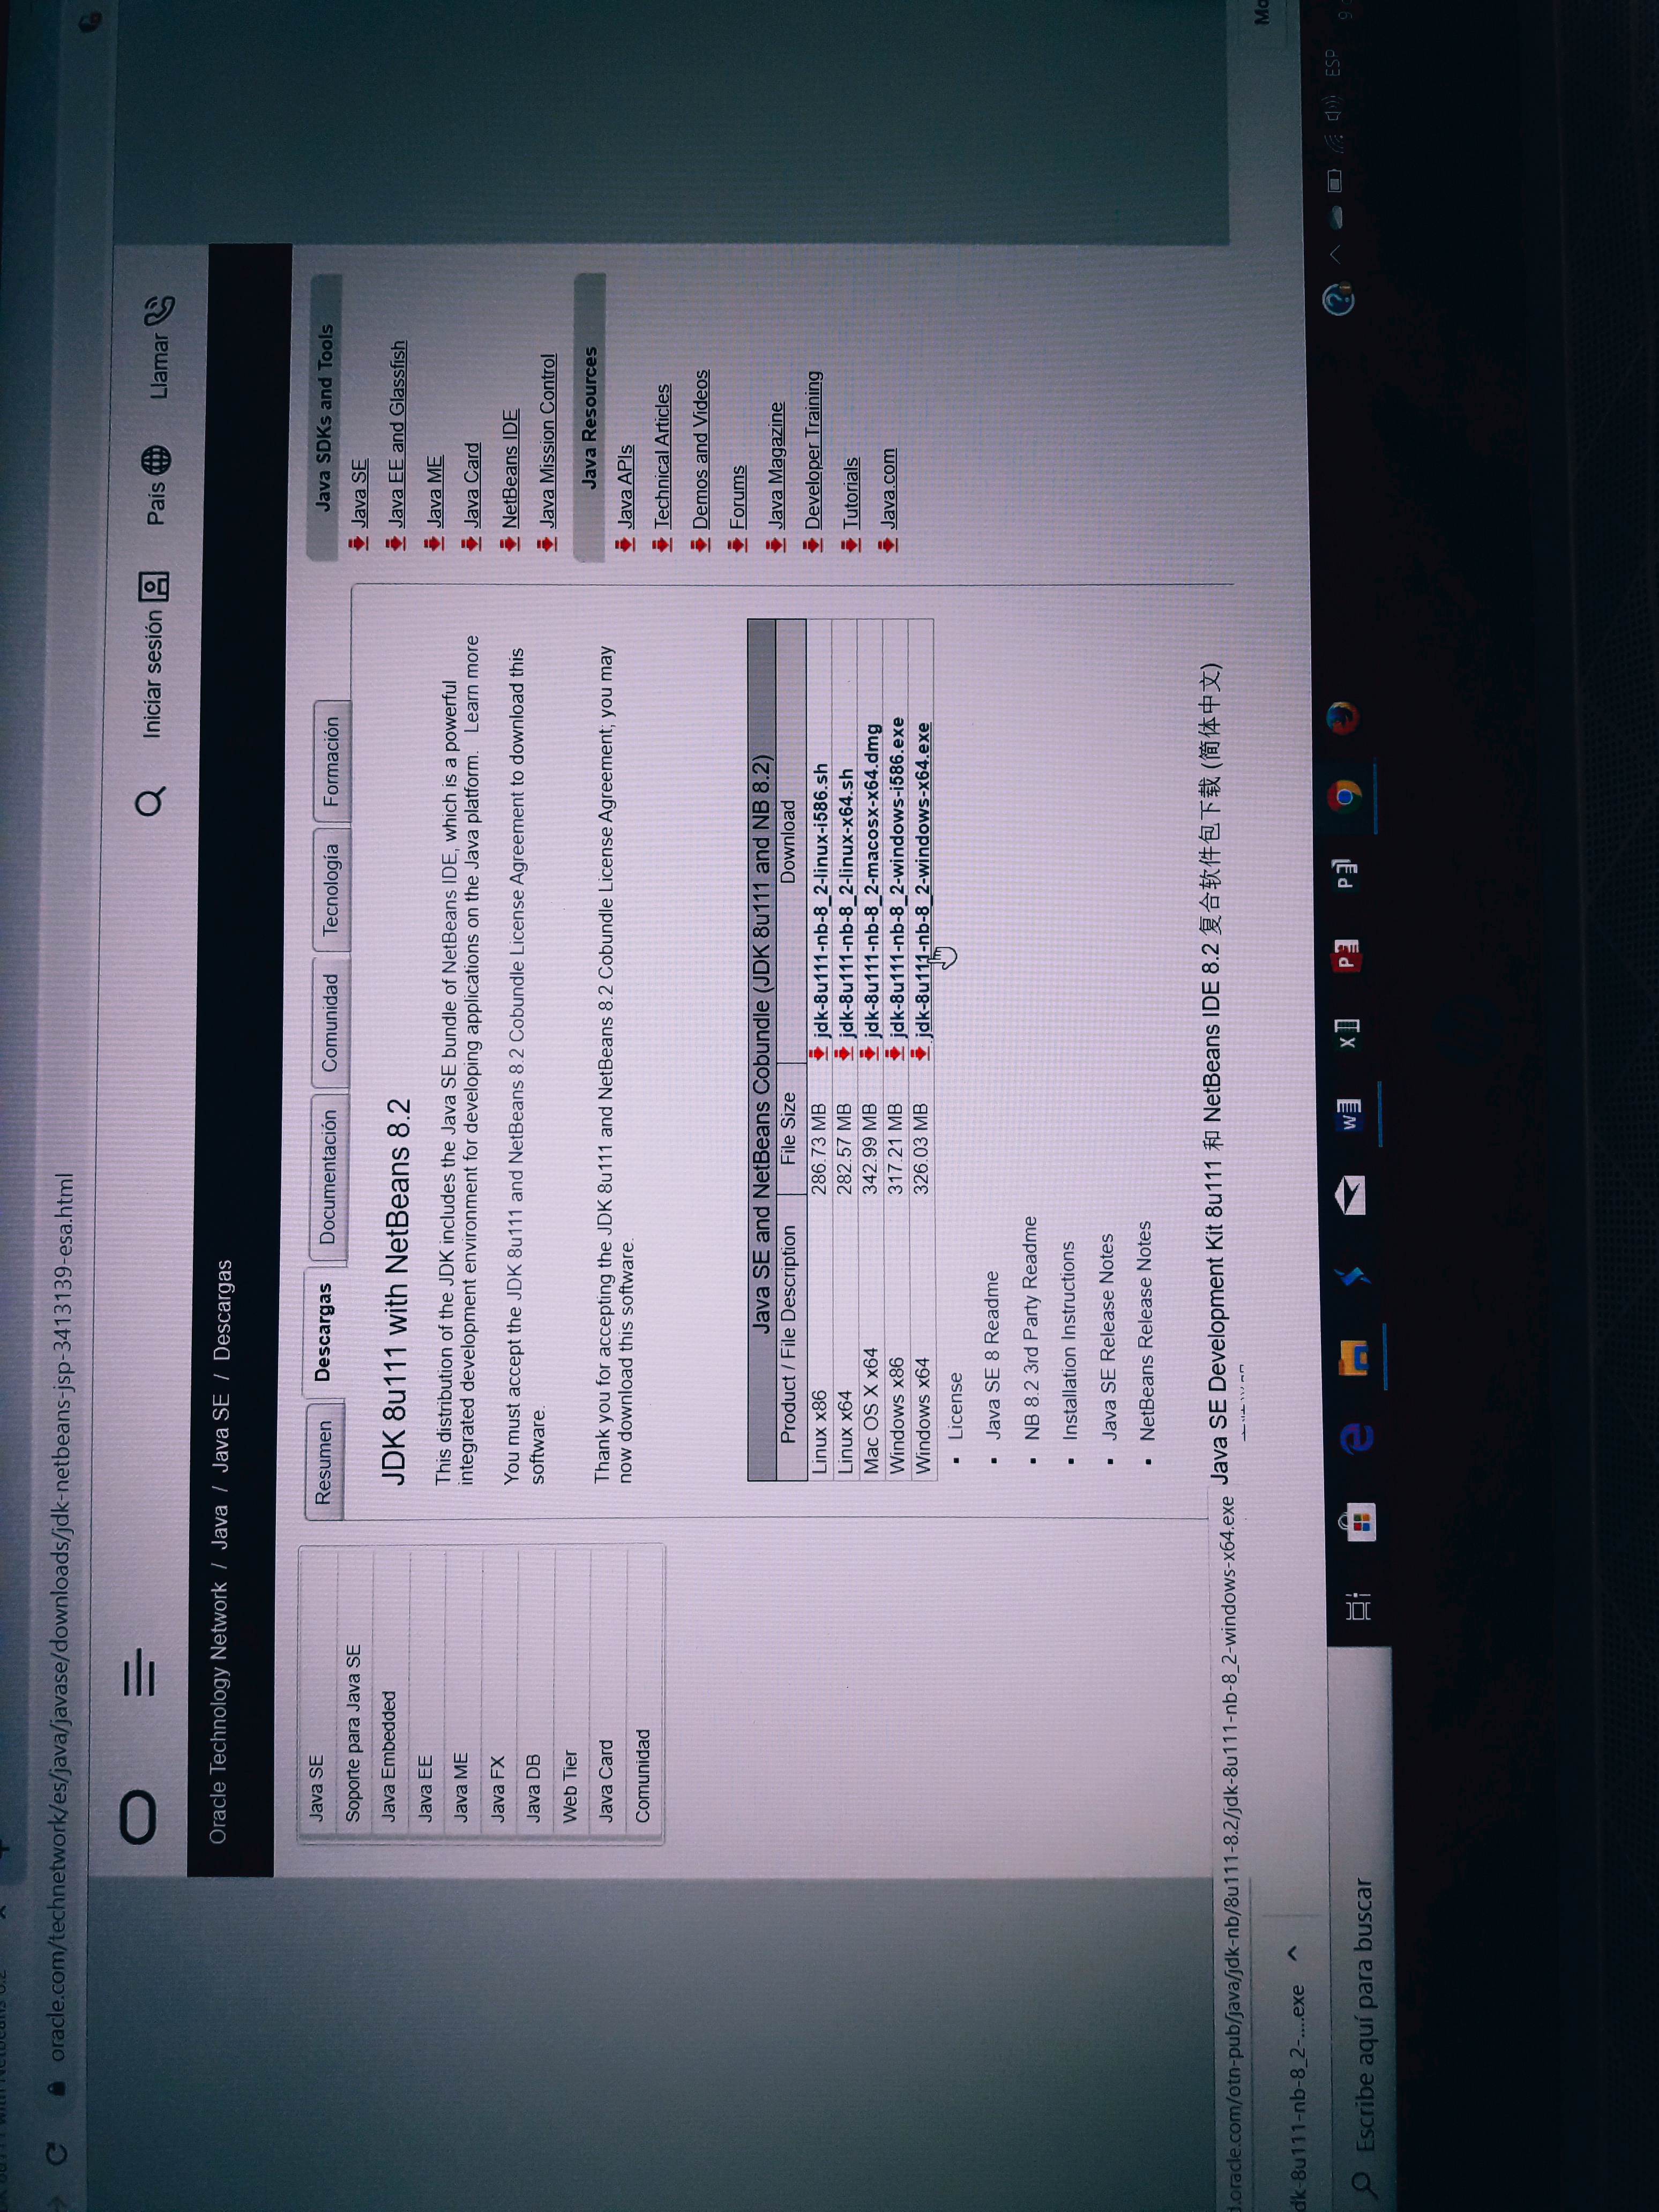 oracle.com/technetwork/es/java/javase/downloads/jdk-netbeans-jsp-3413139-esa.html
Iniciar sesión
País
Llamar
Oracle Technology Network / Java / Java SE / Descargas
Java SE
Soporte para Java SE
Java Embedded
Java EE
Java ME
Java FX
Java DB
Web Tier
Java Card
Comunidad
Resumen
Descargas
Documentación
Comunidad
Tecnología
Formación
JDK 8u111 with NetBeans 8.2
This distribution of the JDK includes the Java SE bundle of NetBeans IDE, which is a powerful
integrated development environment for developing applications on the Java platform. Learn more
You must accept the JDK 8u111 and NetBeans 8.2 Cobundle License Agreement to download this
software.
Thank you for accepting the JDK 8u111 and NetBeans 8.2 Cobundle License Agreement; you may
now download this software.
Java SE and NetBeans Cobundle (JDK 8u111 and NB 8.2)
Product / File Description File Size Download
Linux x86 286.73 MB jdk-8u111-nb-8_2-linux-i586.sh
Linux x64 282.57 MB jdk-8u111-nb-8_2-linux-x64.sh
Mac OS X x64 342.99 MB jdk-8u111-nb-8_2-macosx-x64.dmg
Windows x86 317.21 MB jdk-8u111-nb-8_2-windows-i586.exe
Windows x64 326.03 MB jdk-8u111-nb-8_2-windows-x64.exe
License
Java SE 8 Readme
NB 8.2 3rd Party Readme
Installation Instructions
Java SE Release Notes
NetBeans Release Notes
Java SE Development Kit 8u111 和 NetBeans IDE 8.2 复合软件包下载 (简体中文)
Java SDKs and Tools
Java SE
Java EE and Glassfish
Java ME
Java Card
NetBeans IDE
Java Mission Control
Java Resources
Java APIs
Technical Articles
Demos and Videos
Forums
Java Magazine
Developer Training
Tutorials
Java.com
d.oracle.com/otn-pub/java/jdk-nb/8u111-8.2/jdk-8u111-nb-8_2-windows-x64.exe
dk-8u111-nb-8_2-....exe
Mo
Escribe aquí para buscar
ESP